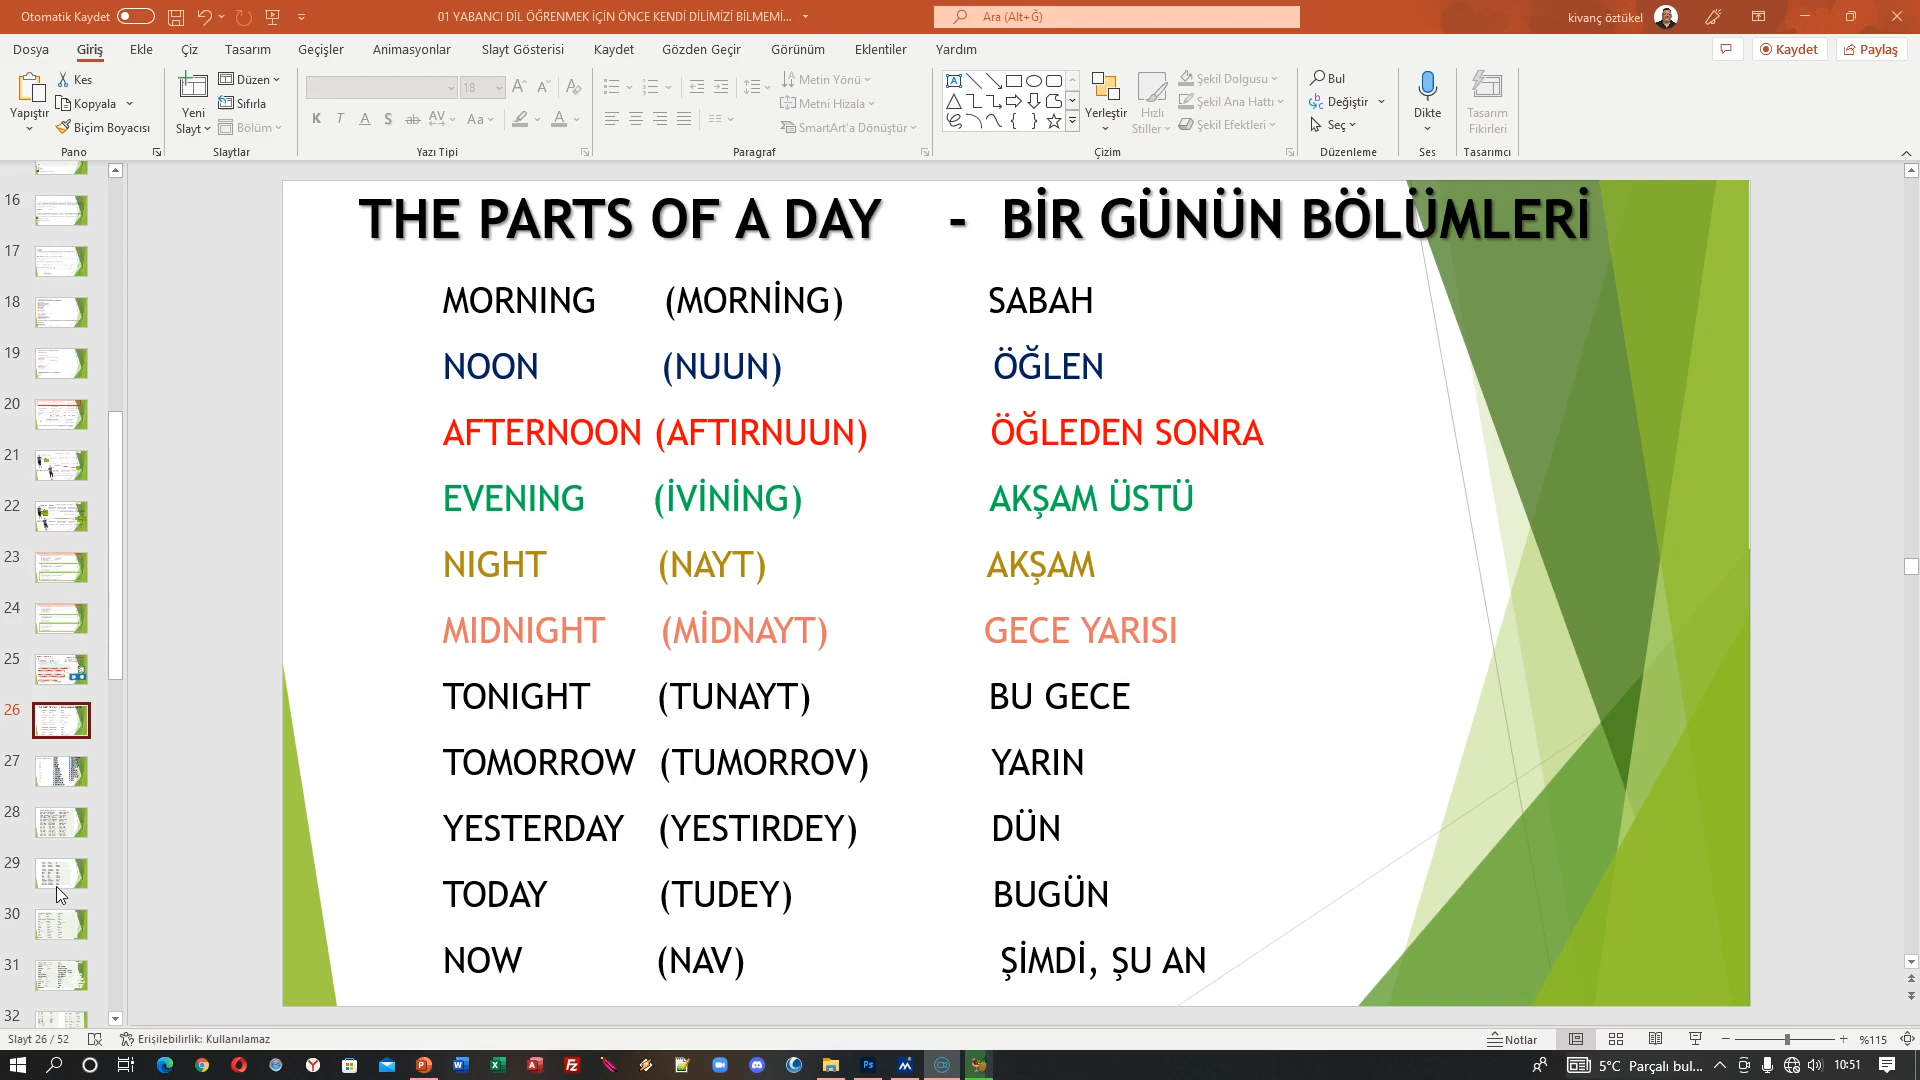 Otomatik Kaydet 01 YABANCI DİL ÖĞRENMEK İÇİN ÖNCE KENDİ DİLİMİZİ BİLMEMİ... Ara (Alt+Ğ) kivanç öztükel
Dosya Giriş Ekle Çiz Tasarım Geçişler Animasyonlar Slayt Gösterisi Kaydet Gözden Geçir Görünüm Eklentiler Yardım Kaydet Paylaş
Yapıştır Kes Kopyala Biçim Boyacısı Pano
Yeni Slayt Düzen Sıfırla Bölüm Slaytlar
18 K T A S ab AV Aa A Yazı Tipi
Metin Yönü Metni Hizala SmartArt'a Dönüştür Paragraf
Yerleştir Hızlı Stiller Şekil Dolgusu Şekil Ana Hattı Şekil Efektleri Çizim
Bul Değiştir Seç Düzenleme
Dikte Ses
Tasarım Fikirleri Tasarımcı
16
17
18
19
20
21
22
23
24
25
26
27
28
29
30
31
32
THE PARTS OF A DAY - BİR GÜNÜN BÖLÜMLERİ
MORNING (MORNİNG) SABAH
NOON (NUUN) ÖĞLEN
AFTERNOON (AFTIRNUUN) ÖĞLEDEN SONRA
EVENING (İVİNİNG) AKŞAM ÜSTÜ
NIGHT (NAYT) AKŞAM
MIDNIGHT (MİDNAYT) GECE YARISI
TONIGHT (TUNAYT) BU GECE
TOMORROW (TUMORROV) YARIN
YESTERDAY (YESTIRDEY) DÜN
TODAY (TUDEY) BUGÜN
NOW (NAV) ŞİMDİ, ŞU AN
Slayt 26 / 52 Erişilebilirlik: Kullanılamaz Notlar %115
5°C Parçalı bul... 10:51